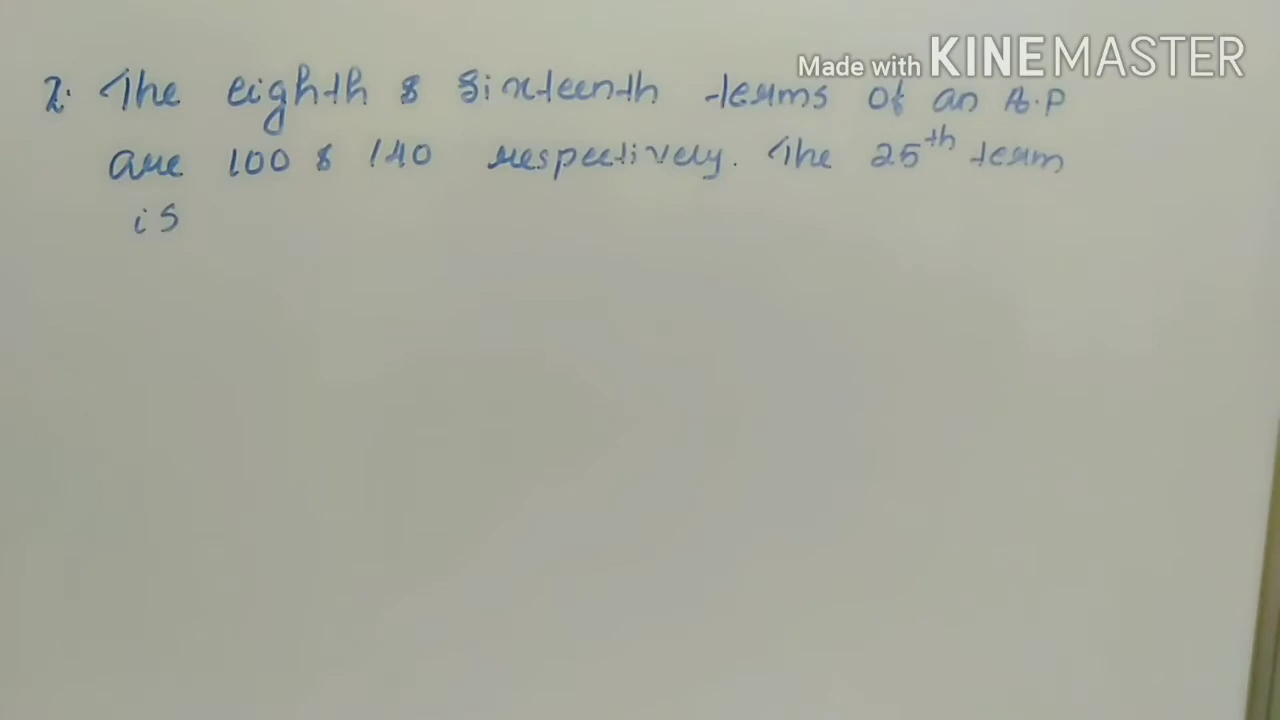 Made with KINEMASTER
2. The eighth & sixteenth terms of an A.P
are 100 & 140 respectively. The 25th term
is